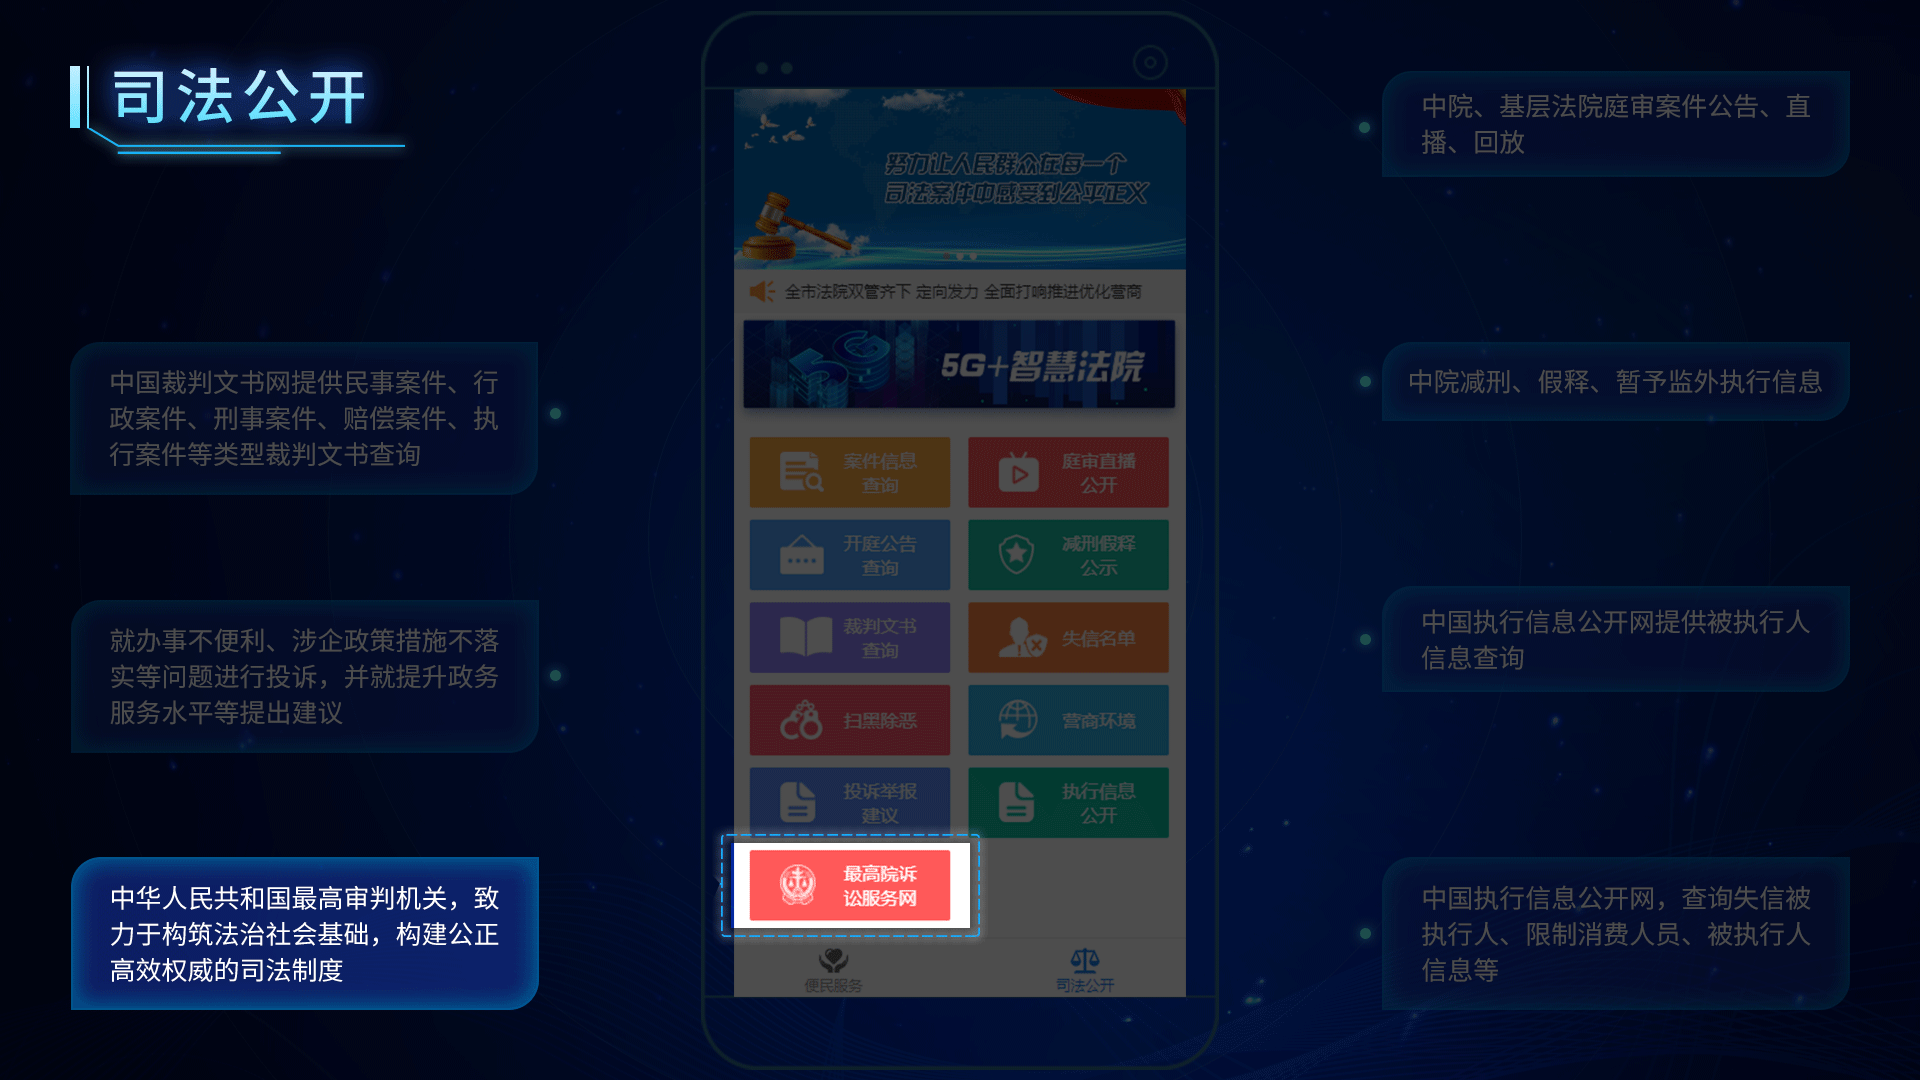 司法公开
中国裁判文书网提供民事案件、行
政案件、刑事案件、赔偿案件、执
行案件等类型裁判文书查询
就办事不便利、涉企政策措施不落
实等问题进行投诉，并就提升政务
服务水平等提出建议
中华人民共和国最高审判机关，致
力于构筑法治社会基础，构建公正
高效权威的司法制度
努力让人民群众在每一个
司法案件中感受到公平正义
全市法院双管齐下 定向发力 全面打响推进优化营商
5G+智慧法院
案件信息
查询
庭审直播
公开
开庭公告
查询
减刑假释
公示
裁判文书
查询
失信名单
扫黑除恶
营商环境
投诉举报
建议
执行信息
公开
最高院诉
讼服务网
便民服务
司法公开
中院、基层法院庭审案件公告、直
播、回放
中院减刑、假释、暂予监外执行信息
中国执行信息公开网提供被执行人
信息查询
中国执行信息公开网，查询失信被
执行人、限制消费人员、被执行人
信息等